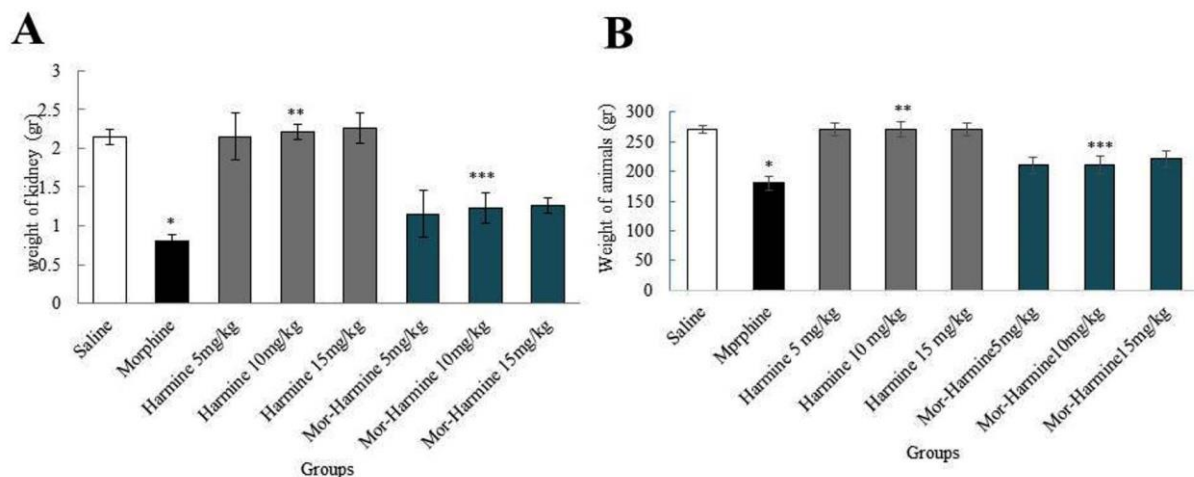 A
weight of kidney (gr)
3
2.5
2
1.5
1
0.5
0
*
**
***
Saline
Morphine
Harmine 5mg/kg
Harmine 10mg/kg
Harmine 15mg/kg
Mor-Harmine 5mg/kg
Mor-Harmine 10mg/kg
Mor-Harmine 15mg/kg
Groups
B
Weight of animals (gr)
300
250
200
150
100
50
0
*
**
***
Saline
Mprphine
Harmine 5 mg/kg
Harmine 10 mg/kg
Harmine 15 mg/kg
Mor-Harmine5mg/kg
Mor-Harmine10mg/kg
Mor-Harmine15mg/kg
Groups